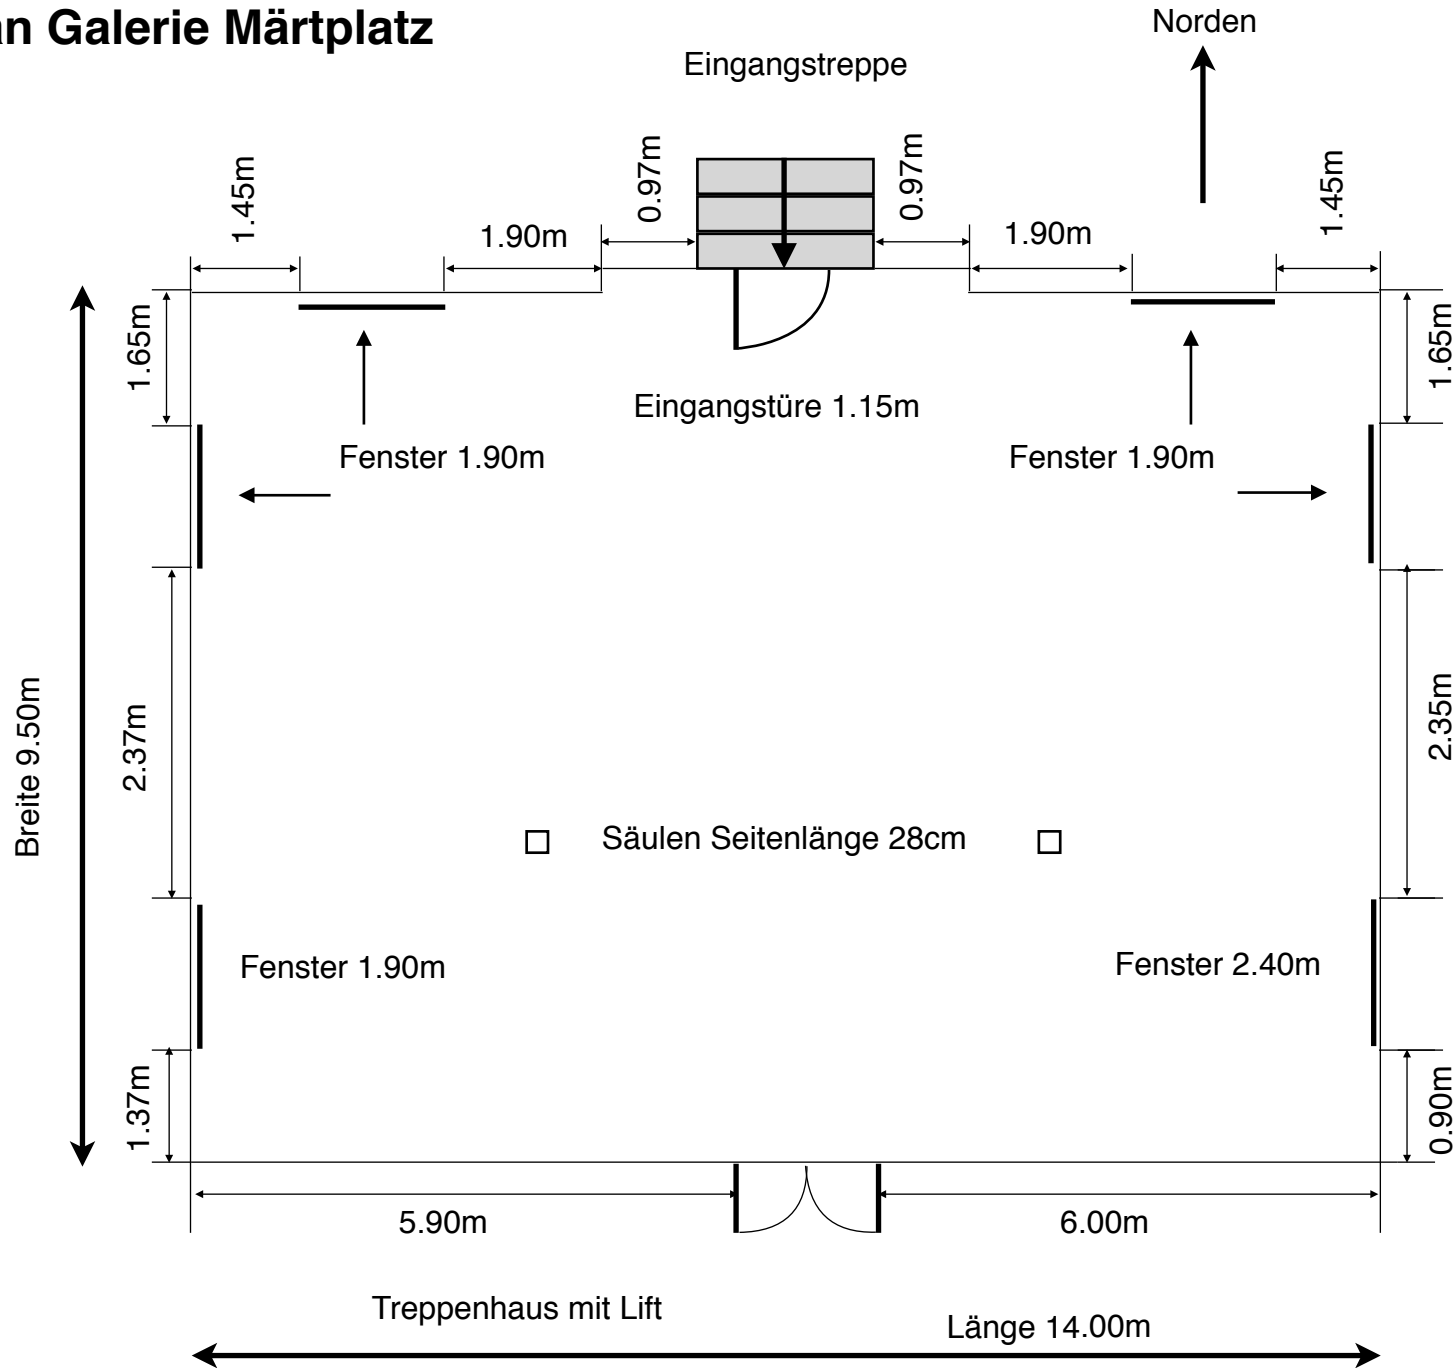 an Galerie Märtplatz
Norden
Eingangstreppe
1.45m
1.90m
0.97m
0.97m
1.90m
1.45m
1.65m
1.65m
Eingangstüre 1.15m
Fenster 1.90m
Fenster 1.90m
Breite 9.50m
2.37m
2.35m
Säulen Seitenlänge 28cm
Fenster 1.90m
Fenster 2.40m
1.37m
0.90m
5.90m
6.00m
Treppenhaus mit Lift
Länge 14.00m